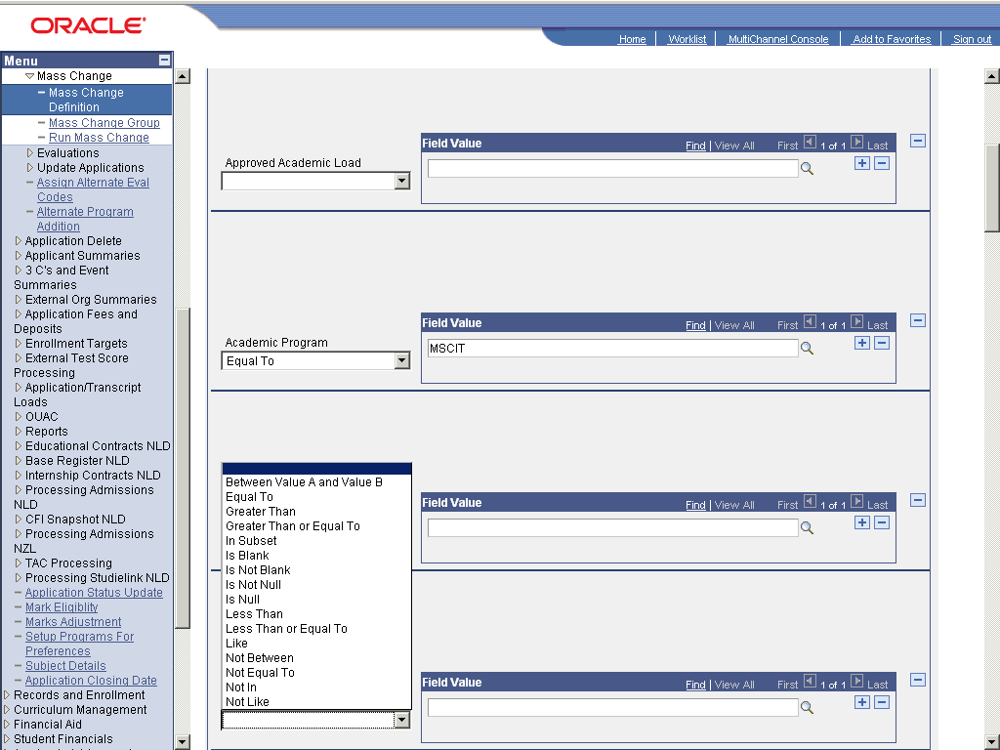 ORACLE®
Home
Worklist
MultiChannel Console
Add to Favorites
Sign out
Menu
Mass Change
Mass Change
Definition
Mass Change Group
Run Mass Change
Evaluations
Update Applications
Assign Alternate Eval
Codes
Alternate Program
Addition
Application Delete
Applicant Summaries
3 C's and Event
Summaries
External Org Summaries
Application Fees and
Deposits
Enrollment Targets
External Test Score
Processing
Application/Transcript
Loads
OUAC
Reports
Educational Contracts NLD
Base Register NLD
Internship Contracts NLD
Processing Admissions
NLD
CFI Snapshot NLD
Processing Admissions
NZL
TAC Processing
Processing Studielink NLD
Application Status Update
Mark Eligiblity
Marks Adjustment
Setup Programs For
Preferences
Subject Details
Application Closing Date
Records and Enrollment
Curriculum Management
Financial Aid
Student Financials
Approved Academic Load
Field Value
Find | View All First 1 of 1 Last
Academic Program
Equal To
Field Value
Find | View All First 1 of 1 Last
MSCIT
Field Value
Find | View All First 1 of 1 Last
Between Value A and Value B
Equal To
Greater Than
Greater Than or Equal To
In Subset
Is Blank
Is Not Blank
Is Not Null
Is Null
Less Than
Less Than or Equal To
Like
Not Between
Not Equal To
Not In
Not Like
Field Value
Find | View All First 1 of 1 Last